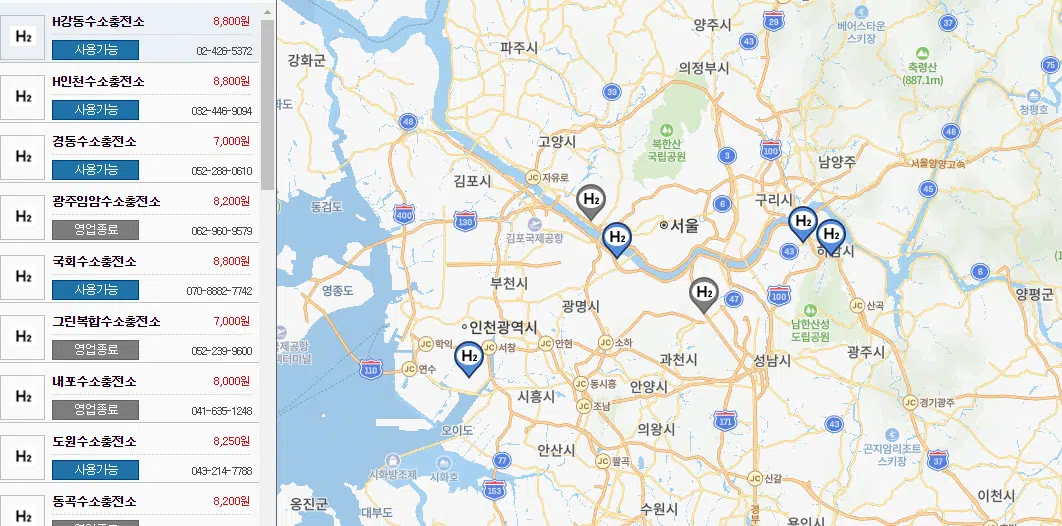 H₂
H강동수소충전소 8,800원
사용가능 02-426-5372
H₂
H인천수소충전소 8,800원
사용가능 032-446-9094
H₂
경동수소충전소 7,000원
사용가능 052-288-0610
H₂
광주임암수소충전소 8,200원
영업종료 062-960-9579
H₂
국회수소충전소 8,800원
사용가능 070-8882-7742
H₂
그린복합수소충전소 7,000원
영업종료 052-239-9600
H₂
내포수소충전소 8,000원
영업종료 041-635-1248
H₂
도원수소충전소 8,250원
사용가능 043-214-7788
H₂
동곡수소충전소 8,200원
양주시
29
43
베어스타운
스키장
37
파주시
강화군
의정부시
축령산
(887.1m)
75
청평호
39
48
46
고양시
북한산
국립공원
3
100
남양주
서울양양고속
JC 자유로
김포시
45
6
구리시
H₂
동검도
400
130
김포국제공항
H₂
서울
H₂
H₂
43
하남시
6
부천시
H₂
47
100
영종도
양평군
광명시
JC 산곡
남한산성
도립공원
인천광역시
JC 학익
JC 서창
JC 안현
JC 소하
H₂
광주시
과천시
성남시
110
JC 연수
JC 동시흥
안양시
시흥시
JC 조남
JC 경기광주
171
43
오이도
의왕시
곤지암리조트
스키장
안산시
시화방조제
시화호
77
JC 팔곡
37
JC 신갈
153
옹진군
대부도
수원시
경부
용인시
이천시